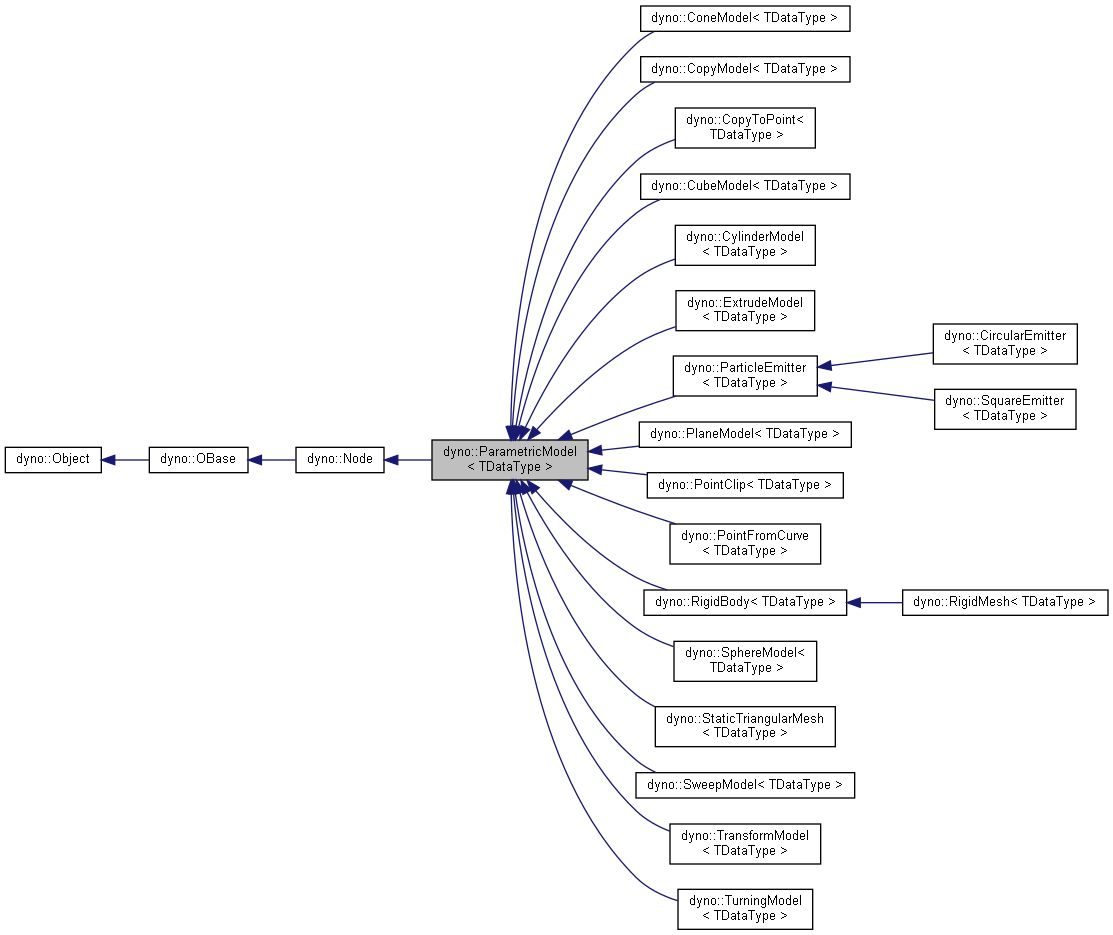 dyno::ConeModel< TDataType >
dyno::CopyModel< TDataType >
dyno::CopyToPoint<
TDataType >
dyno::CubeModel< TDataType >
dyno::CylinderModel
< TDataType >
dyno::ExtrudeModel
< TDataType >
dyno::CircularEmitter
< TDataType >
dyno::ParticleEmitter
< TDataType >
dyno::SquareEmitter
< TDataType >
dyno::PlaneModel< TDataType >
dyno::Object
dyno::OBase
dyno::Node
dyno::ParametricModel
< TDataType >
dyno::PointClip< TDataType >
dyno::PointFromCurve
< TDataType >
dyno::RigidBody< TDataType >
dyno::RigidMesh< TDataType >
dyno::SphereModel<
TDataType >
dyno::StaticTriangularMesh
< TDataType >
dyno::SweepModel< TDataType >
dyno::TransformModel
< TDataType >
dyno::TurningModel
< TDataType >